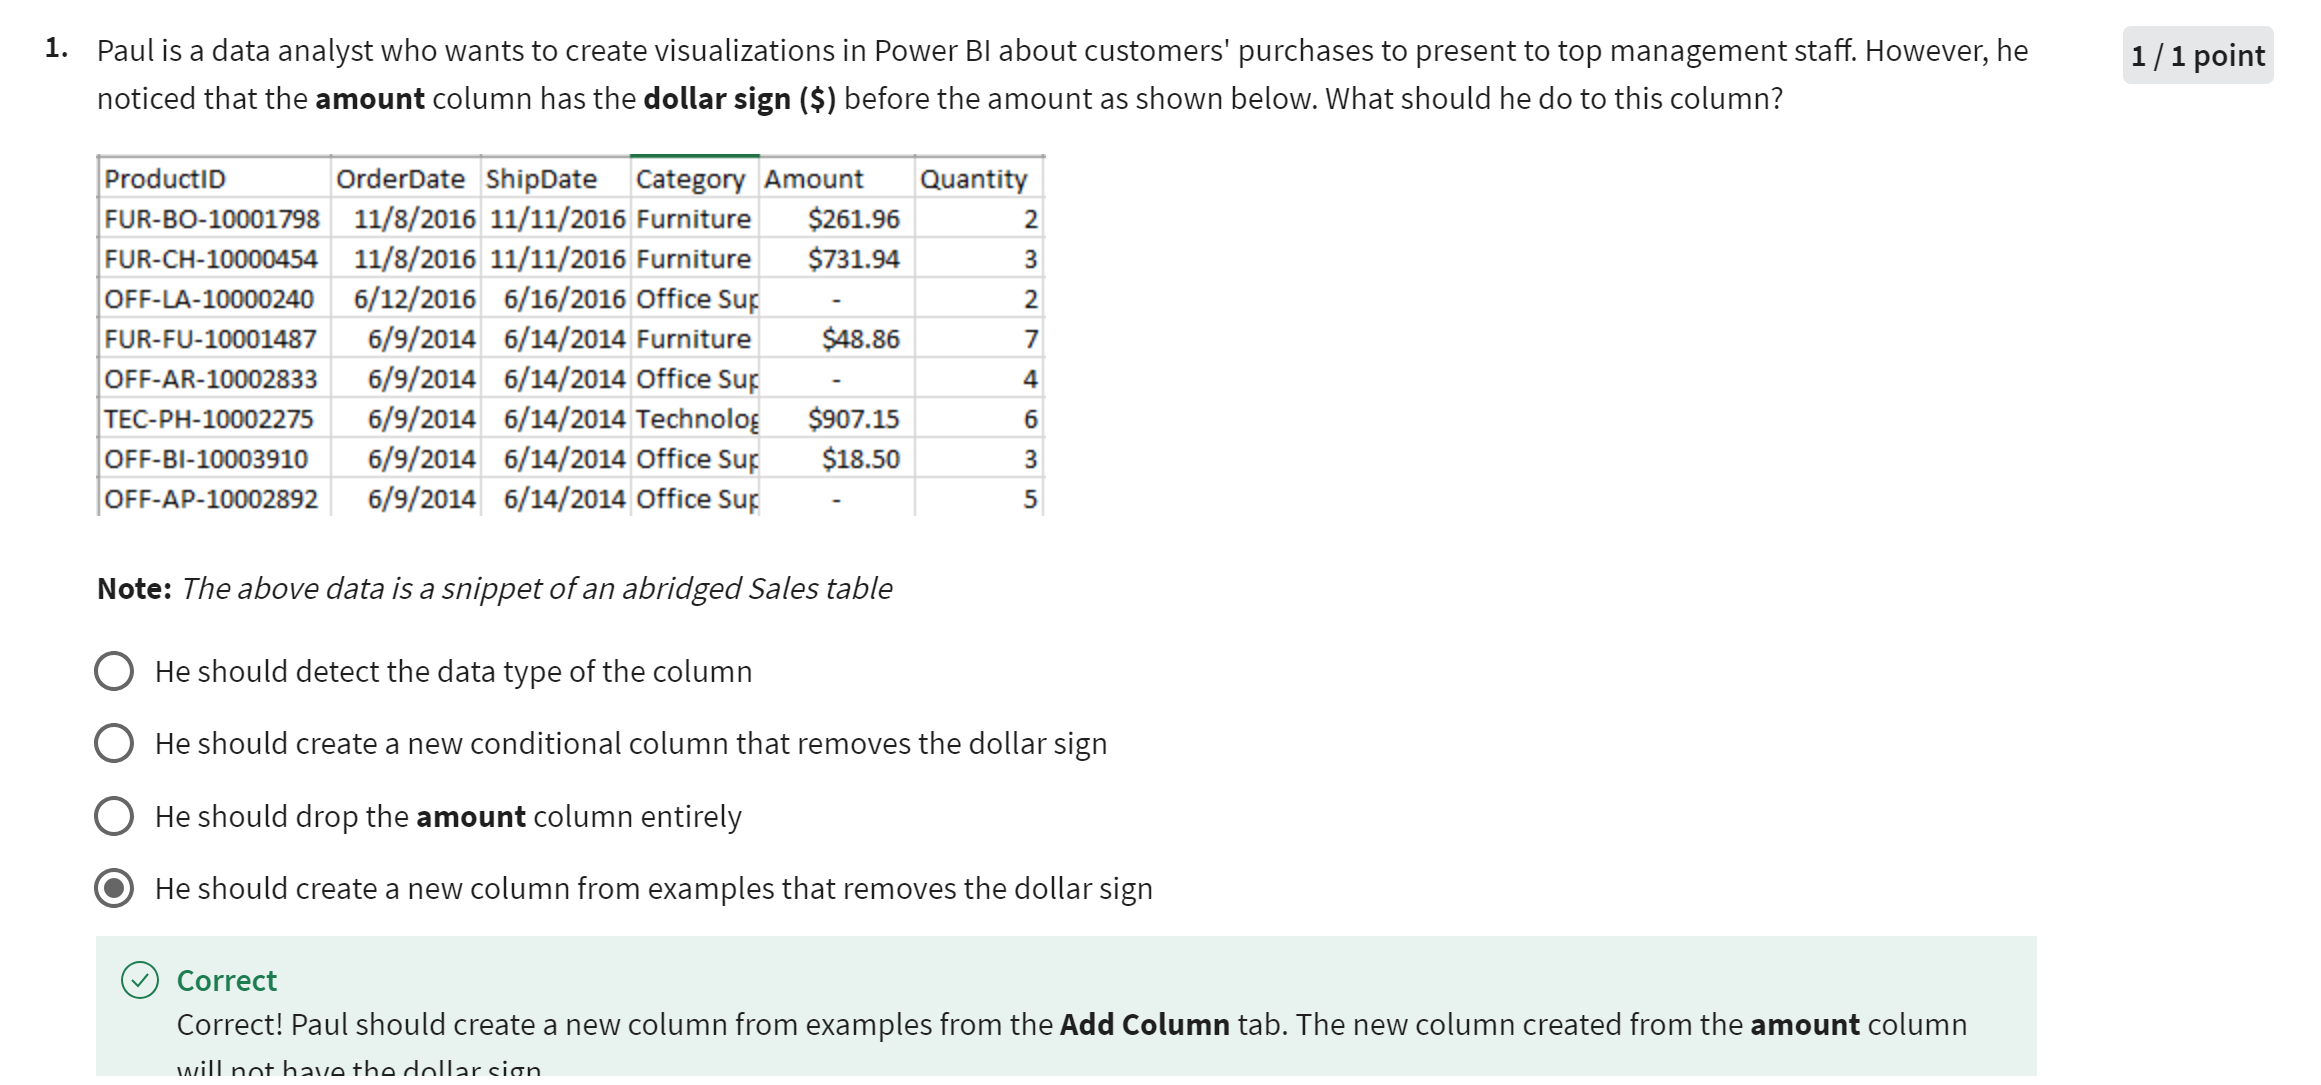 1. Paul is a data analyst who wants to create visualizations in Power BI about customers' purchases to present to top management staff. However, he
1 / 1 point
noticed that the amount column has the dollar sign ($) before the amount as shown below. What should he do to this column?
ProductID OrderDate ShipDate Category Amount Quantity
FUR-BO-10001798 11/8/2016 11/11/2016 Furniture $261.96 2
FUR-CH-10000454 11/8/2016 11/11/2016 Furniture $731.94 3
OFF-LA-10000240 6/12/2016 6/16/2016 Office Sup - 2
FUR-FU-10001487 6/9/2014 6/14/2014 Furniture $48.86 7
OFF-AR-10002833 6/9/2014 6/14/2014 Office Sup - 4
TEC-PH-10002275 6/9/2014 6/14/2014 Technolog $907.15 6
OFF-BI-10003910 6/9/2014 6/14/2014 Office Sup $18.50 3
OFF-AP-10002892 6/9/2014 6/14/2014 Office Sup - 5
Note: The above data is a snippet of an abridged Sales table
He should detect the data type of the column
He should create a new conditional column that removes the dollar sign
He should drop the amount column entirely
He should create a new column from examples that removes the dollar sign
Correct
Correct! Paul should create a new column from examples from the Add Column tab. The new column created from the amount column
will not have the dollar sign